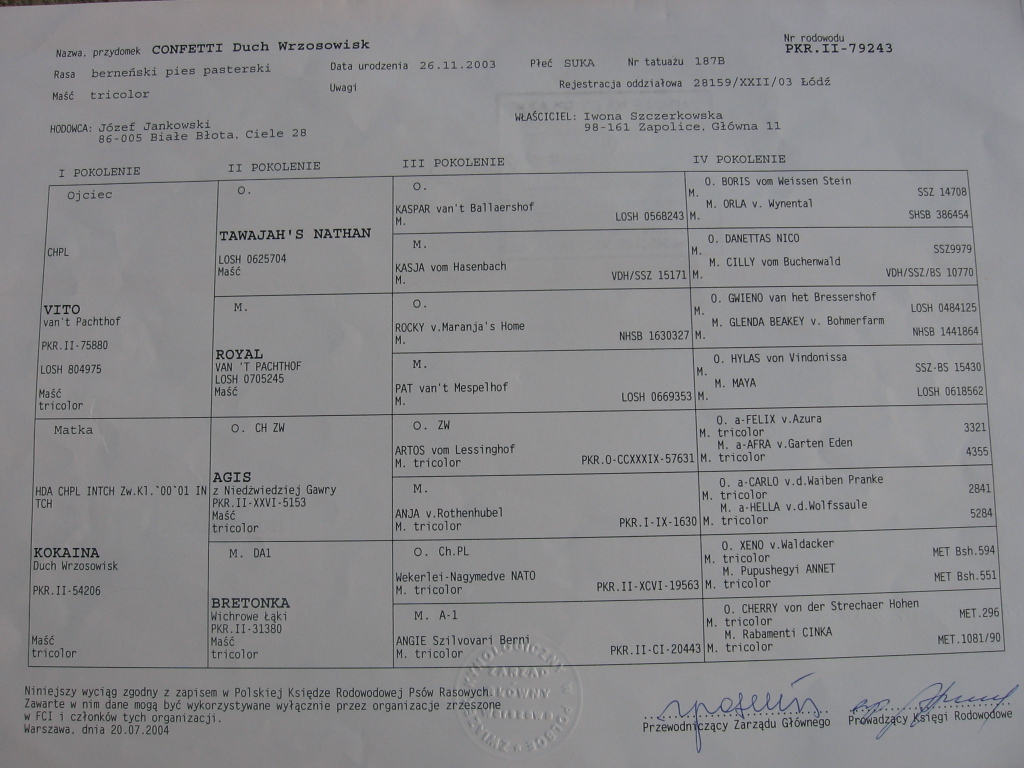 Nazwa, przydomek CONFETTI Duch Wrzosowisk
Nr rodowodu
PKR.II-79243
Rasa berneński pies pasterski
Data urodzenia 26.11.2003
Płeć SUKA
Nr tatuażu 187B
Maść tricolor
Uwagi
Rejestracja oddziałowa 28159/XXII/03 Łódź
HODOWCA: Józef Jankowski
86-005 Białe Błota, Ciele 28
WŁAŚCICIEL: Iwona Szczerkowska
98-161 Zapolice, Główna 11
I POKOLENIE
II POKOLENIE
III POKOLENIE
IV POKOLENIE
Ojciec
CHPL
VITO
van't Pachthof
PKR.II-75880
LOSH 804975
Maść
tricolor
O.
TAWAJAH'S NATHAN
LOSH 0625704
Maść
M.
ROYAL
VAN 'T PACHTHOF
LOSH 0705245
Maść
O.
KASPAR van't Ballaershof
M. LOSH 0568243
M.
KASJA vom Hasenbach
M. VDH/SSZ 15171
O.
ROCKY v.Maranja's Home
M. NHSB 1630327
M.
PAT van't Mespelhof
M. LOSH 0669353
O. BORIS vom Weissen Stein
M. SSZ 14708
M. ORLA v. Wynental
M. SHSB 386454
O. DANETTAS NICO
M. SSZ9979
M. CILLY vom Buchenwald
M. VDH/SSZ/BS 10770
O. GWIENO van het Bressershof
M. LOSH 0484125
M. GLENDA BEAKEY v. Bohmerfarm
M. NHSB 1441864
O. HYLAS von Vindonissa
M. SSZ-BS 15430
M. MAYA
M. LOSH 0618562
Matka
HDA CHPL INTCH Zw.Kl.`00`01 IN
TCH
KOKAINA
Duch Wrzosowisk
PKR.II-54206
Maść
tricolor
O. CH ZW
AGIS
z Niedźwiedziej Gawry
PKR.II-XXVI-5153
Maść
tricolor
M. DA1
BRETONKA
Wichrowe Łąki
PKR.II-31380
Maść
tricolor
O. ZW
ARTOS vom Lessinghof
M. tricolor PKR.O-CCXXXIX-57631
M.
ANJA v.Rothenhubel
M. tricolor PKR.I-IX-1630
O. Ch.PL
Wekerlei-Nagymedve NATO
M. tricolor PKR.II-XCVI-19563
M. A-1
ANGIE Szilvovari Berni
M. tricolor PKR.II-CI-20443
O. a-FELIX v.Azura
M. tricolor 3321
M. a-AFRA v.Garten Eden
M. tricolor 4355
O. a-CARLO v.d.Waiben Pranke
M. tricolor 2841
M. a-HELLA v.d.Wolfssaule
M. tricolor 5284
O. XENO v.Waldacker
M. tricolor MET Bsh.594
M. Pupushegyi ANNET
M. tricolor MET Bsh.551
O. CHERRY von der Strechaer Hohen
M. tricolor MET.296
M. Rabamenti CINKA
M. tricolor MET.1081/90
Niniejszy wyciąg zgodny z zapisem w Polskiej Księdze Rodowodowej Psów Rasowych.
Zawarte w nim dane mogą być wykorzystywane wyłącznie przez organizacje zrzeszone
w FCI i członków tych organizacji.
Warszawa, dnia 20.07.2004
ZARZĄD
GŁÓWNY
Przewodniczący Zarządu Głównego
Prowadzący Księgi Rodowodowe